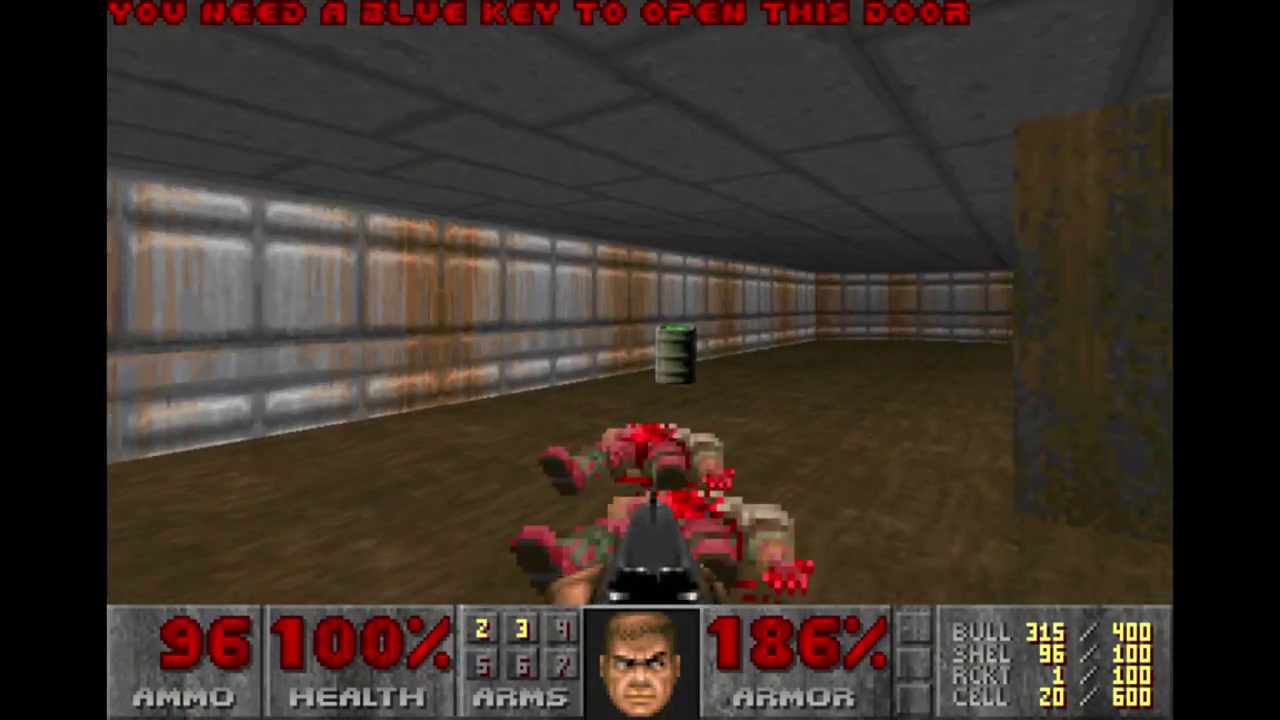 YOU NEED A BLUE KEY TO OPEN THIS DOOR
96 100% 2 3 4 186% BULL 315 / 400
5 6 7 SHEL 96 / 100
RCKT 1 / 100
AMMO HEALTH ARMS ARMOR CELL 20 / 600